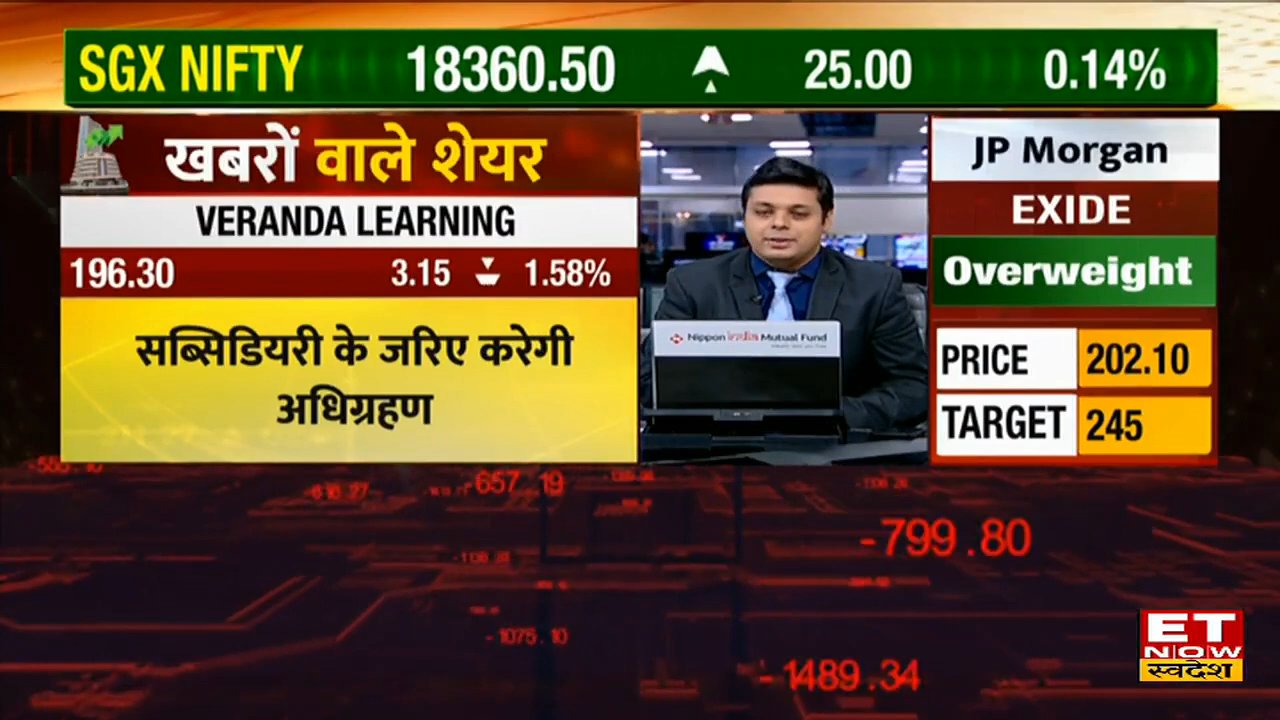 SGX NIFTY 18360.50 25.00 0.14%
खबरों वाले शेयर
VERANDA LEARNING
196.30 3.15 1.58%
सब्सिडियरी के जरिए करेगी
अधिग्रहण
Nippon india Mutual Fund
JP Morgan
EXIDE
Overweight
PRICE 202.10
TARGET 245
-657.19
-799.80
-1075.10
-1489.34
ET
NOW
स्वदेश